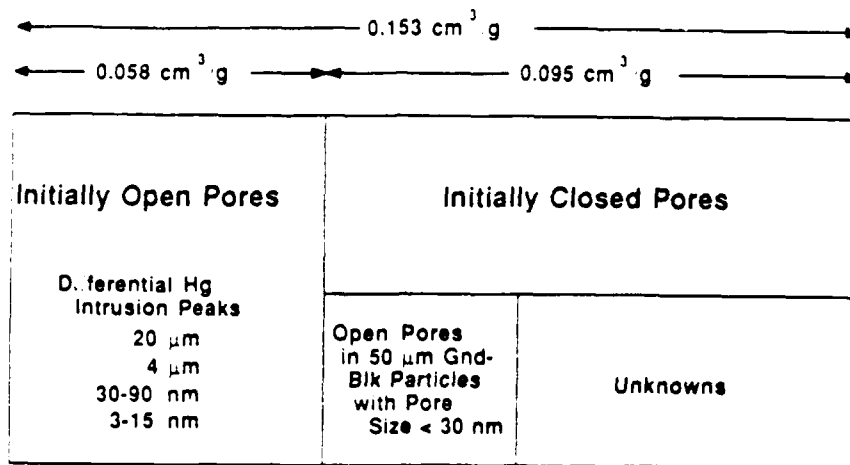 0.153 cm³ g
0.058 cm³ g
0.095 cm³ g
Initially Open Pores
Initially Closed Pores
D..ferential Hg
Intrusion Peaks
20 μm
4 μm
30-90 nm
3-15 nm
Open Pores
in 50 μm Gnd-
Blk Particles
with Pore
Size < 30 nm
Unknowns